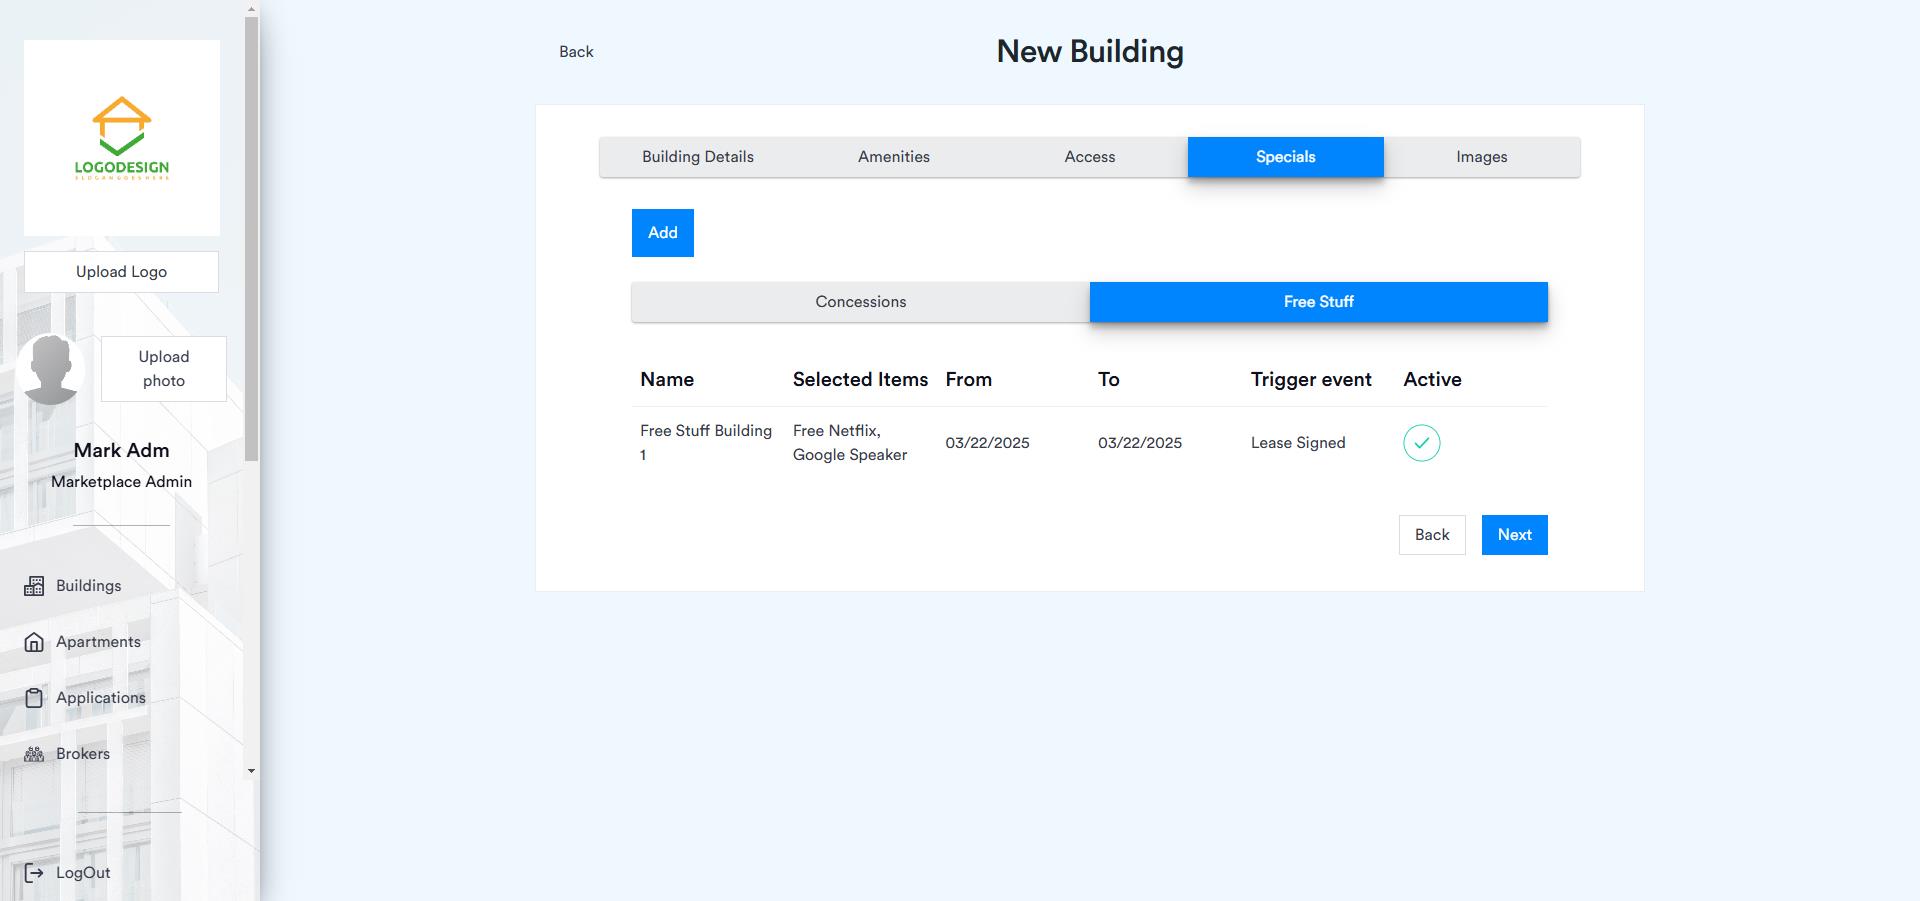 LOGODESIGN
Upload Logo
Upload
photo
Mark Adm
Marketplace Admin
Buildings
Apartments
Applications
Brokers
LogOut
Back
New Building
Building Details
Amenities
Access
Specials
Images
Add
Concessions
Free Stuff
Name
Selected Items
From
To
Trigger event
Active
Free Stuff Building
1
Free Netflix,
Google Speaker
03/22/2025
03/22/2025
Lease Signed
Back
Next